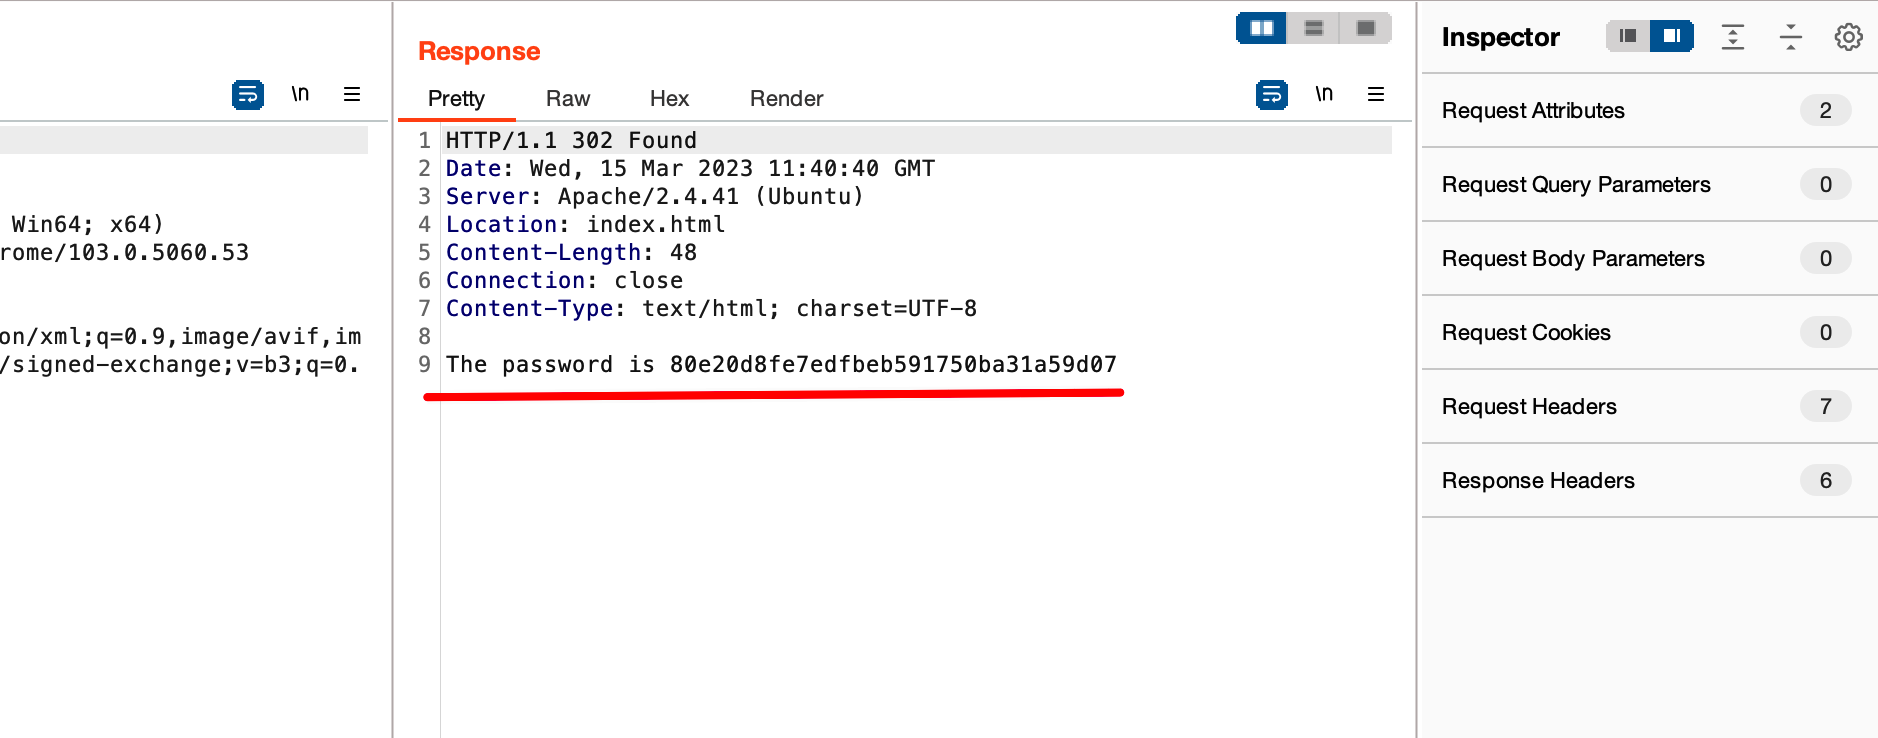 Win64; x64)
rome/103.0.5060.53
on/xml;q=0.9,image/avif,im
/signed-exchange;v=b3;q=0.
\n
Response
Pretty Raw Hex Render
\n
1 HTTP/1.1 302 Found
2 Date: Wed, 15 Mar 2023 11:40:40 GMT
3 Server: Apache/2.4.41 (Ubuntu)
4 Location: index.html
5 Content-Length: 48
6 Connection: close
7 Content-Type: text/html; charset=UTF-8
8
9 The password is 80e20d8fe7edfbeb591750ba31a59d07
Inspector
Request Attributes 2
Request Query Parameters 0
Request Body Parameters 0
Request Cookies 0
Request Headers 7
Response Headers 6